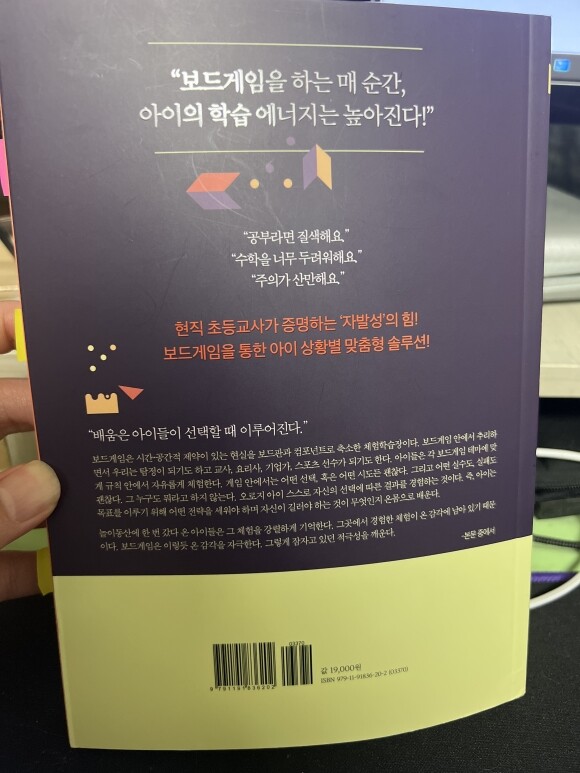 “보드게임을 하는 매 순간,
아이의 학습 에너지는 높아진다!”
“공부라면 질색해요.”
“수학을 너무 두려워해요.”
“주의가 산만해요.”
현직 초등교사가 증명하는 ‘자발성’의 힘!
보드게임을 통한 아이 상황별 맞춤형 솔루션!
“배움은 아이들이 선택할 때 이루어진다.”
보드게임은 시간·공간적 제약이 있는 현실을 보드판과 컴포넌트로 축소한 체험학습장이다. 보드게임 안에서 추리하
면서 우리는 탐정이 되기도 하고 교사, 요리사, 기업가, 스포츠 선수가 되기도 한다. 아이들은 각 보드게임 테마에 맞
게 규칙 안에서 자유롭게 체험한다. 게임 안에서는 어떤 선택, 혹은 어떤 시도든 괜찮다. 그리고 어떤 실수도, 실패도
괜찮다. 그 누구도 뭐라고 하지 않는다. 오로지 아이 스스로 자신의 선택에 따른 결과를 경험하는 것이다. 즉, 아이는
목표를 이루기 위해 어떤 전략을 세워야 하며 자신이 길러야 하는 것이 무엇인지 온몸으로 배운다.
놀이동산에 한 번 갔다 온 아이들은 그 체험을 강렬하게 기억한다. 그곳에서 경험한 체험이 온 감각에 남아 있기 때문
이다. 보드게임은 이렇듯 온 감각을 자극한다. 그렇게 잠자고 있던 적극성을 깨운다.
-본문 중에서
03370
9 791191 836202
값 19,000원
ISBN 979-11-91836-20-2 (03370)